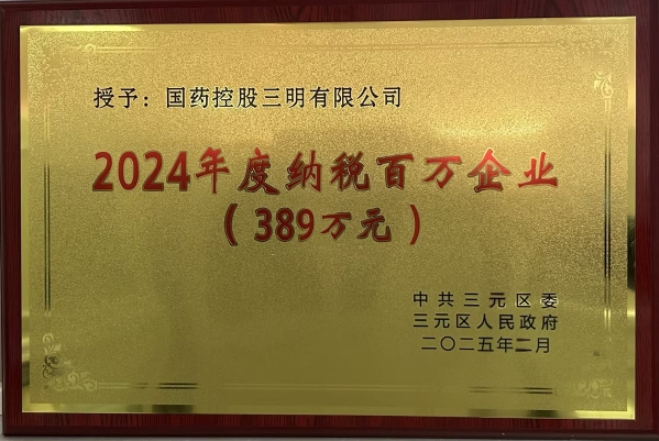 授予：国药控股三明有限公司
2024年度纳税百万企业
（389万元）
中共三元区委
三元区人民政府
二〇二五年二月